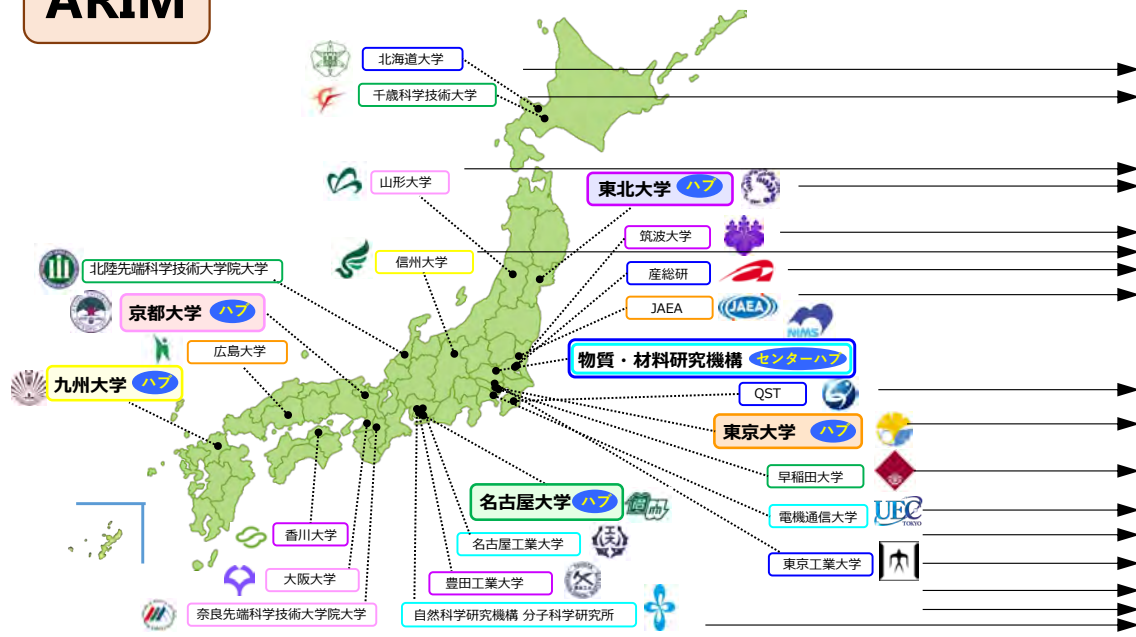 ARIM
北海道大学
千歳科学技術大学
山形大学
東北大学 ハブ
筑波大学
信州大学
北陸先端科学技術大学院大学
産総研
京都大学 ハブ
JAEA
JAEA
NIMS
広島大学
物質・材料研究機構 センターハブ
九州大学 ハブ
QST
東京大学 ハブ
早稲田大学
名古屋大学 ハブ
電機通信大学
UEC
TOKYO
香川大学
名古屋工業大学
東京工業大学
大阪大学
豊田工業大学
奈良先端科学技術大学院大学
自然科学研究機構 分子科学研究所